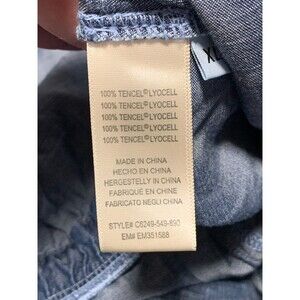 X
100% TENCEL® LYOCELL
100% TENCEL® LYOCELL
100% TENCEL® LYOCELL
100% TENCEL® LYOCELL
100% TENCEL® LYOCELL
MADE IN CHINA
HECHO EN CHINA
HERGESTELLY IN CHINA
FABRIQUÉ EN CHINE
FABRICATO NEGLI CHINA
STYLE# C6249-549-890
EM# EM351588